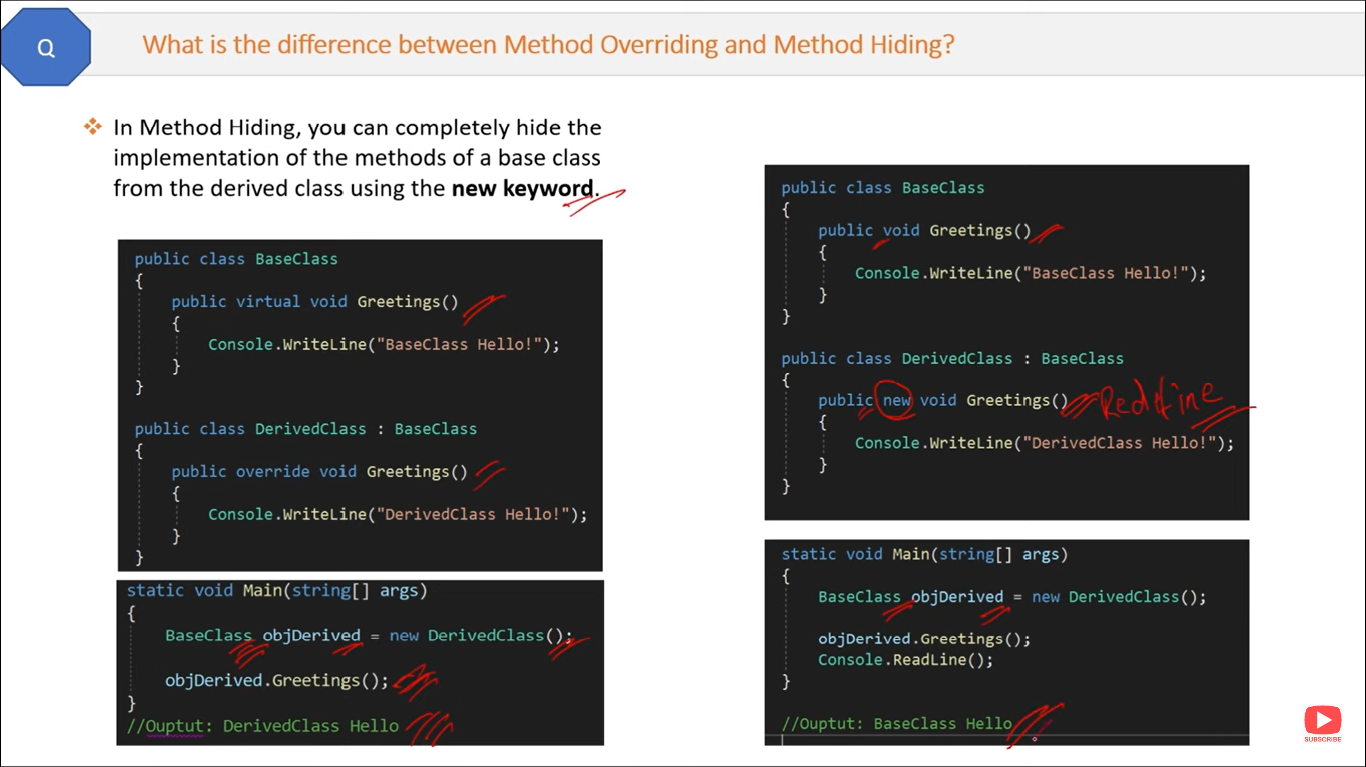 Q
What is the difference between Method Overriding and Method Hiding?
In Method Hiding, you can completely hide the
implementation of the methods of a base class
from the derived class using the new keyword.
public class BaseClass
{
public virtual void Greetings()
{
Console.WriteLine("BaseClass Hello!");
}
}
public class DerivedClass : BaseClass
{
public override void Greetings()
{
Console.WriteLine("DerivedClass Hello!");
}
}
static void Main(string[] args)
{
BaseClass objDerived = new DerivedClass();
objDerived.Greetings();
}
//Ouptut: DerivedClass Hello
public class BaseClass
{
public void Greetings()
{
Console.WriteLine("BaseClass Hello!");
}
}
public class DerivedClass : BaseClass
{
public new void Greetings() Redefine
{
Console.WriteLine("DerivedClass Hello!");
}
}
static void Main(string[] args)
{
BaseClass objDerived = new DerivedClass();
objDerived.Greetings();
Console.ReadLine();
}
//Ouptut: BaseClass Hello
SUBSCRIBE